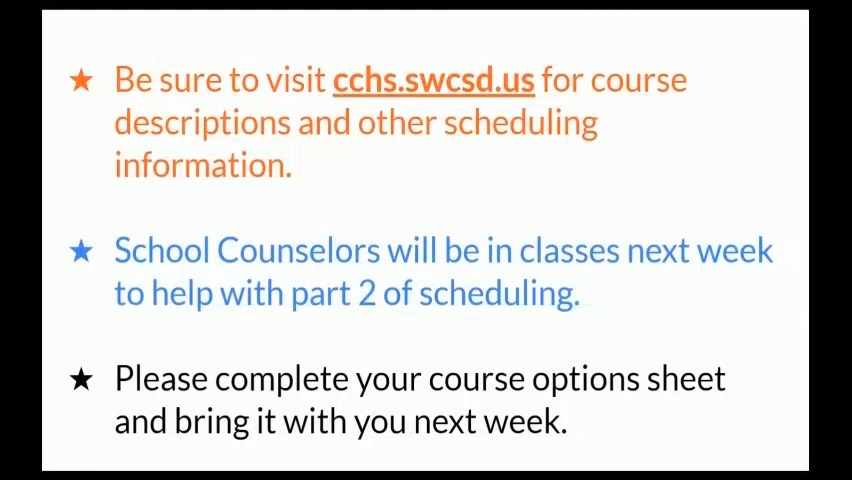 ★ Be sure to visit cchs.swcsd.us for course
descriptions and other scheduling
information.
★ School Counselors will be in classes next week
to help with part 2 of scheduling.
★ Please complete your course options sheet
and bring it with you next week.